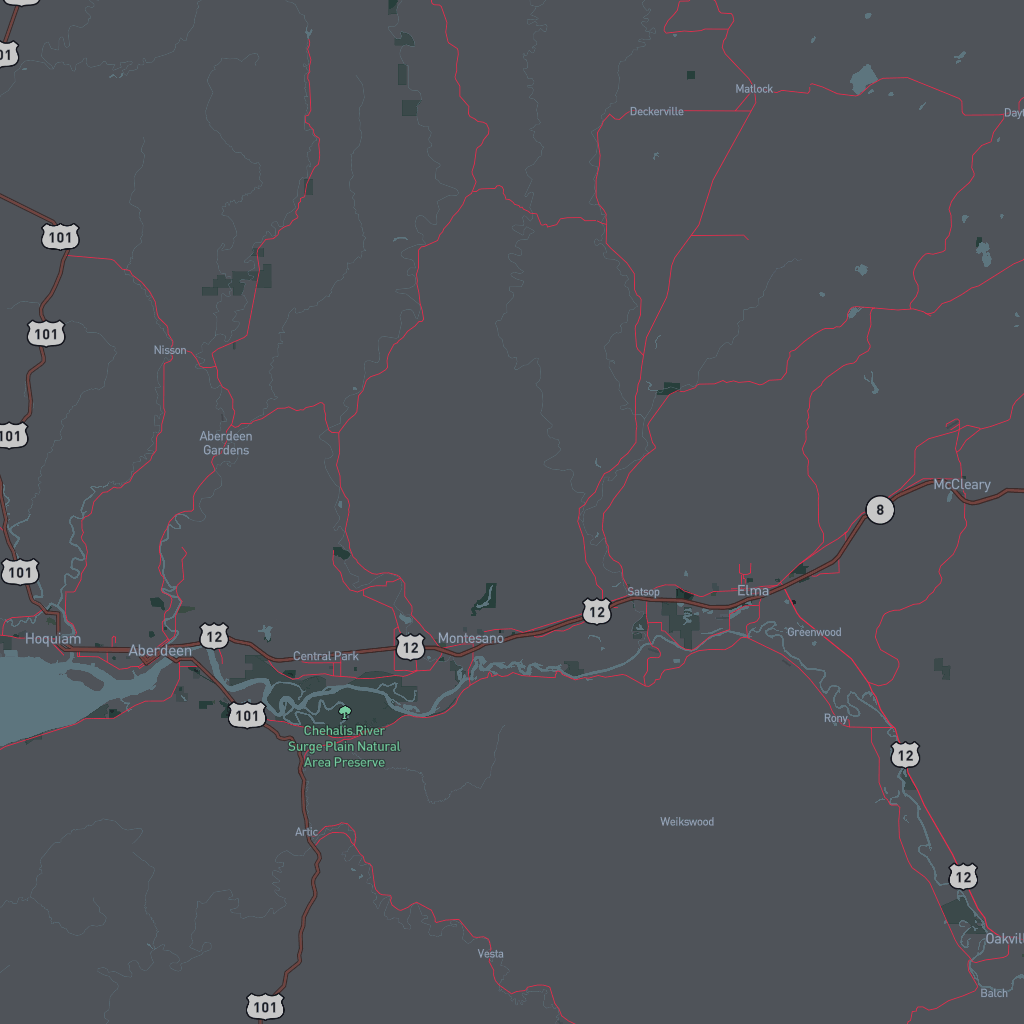 Matlock
Deckerville
101
101
Nisson
101
Aberdeen
Gardens
McCleary
8
101
Elma
Satsop
12
Greenwood
12
Hoquiam
Montesano
12
Aberdeen
Central Park
101
Rony
Chehalis River
Surge Plain Natural
Area Preserve
12
Weikswood
Artic
12
Vesta
Balch
101